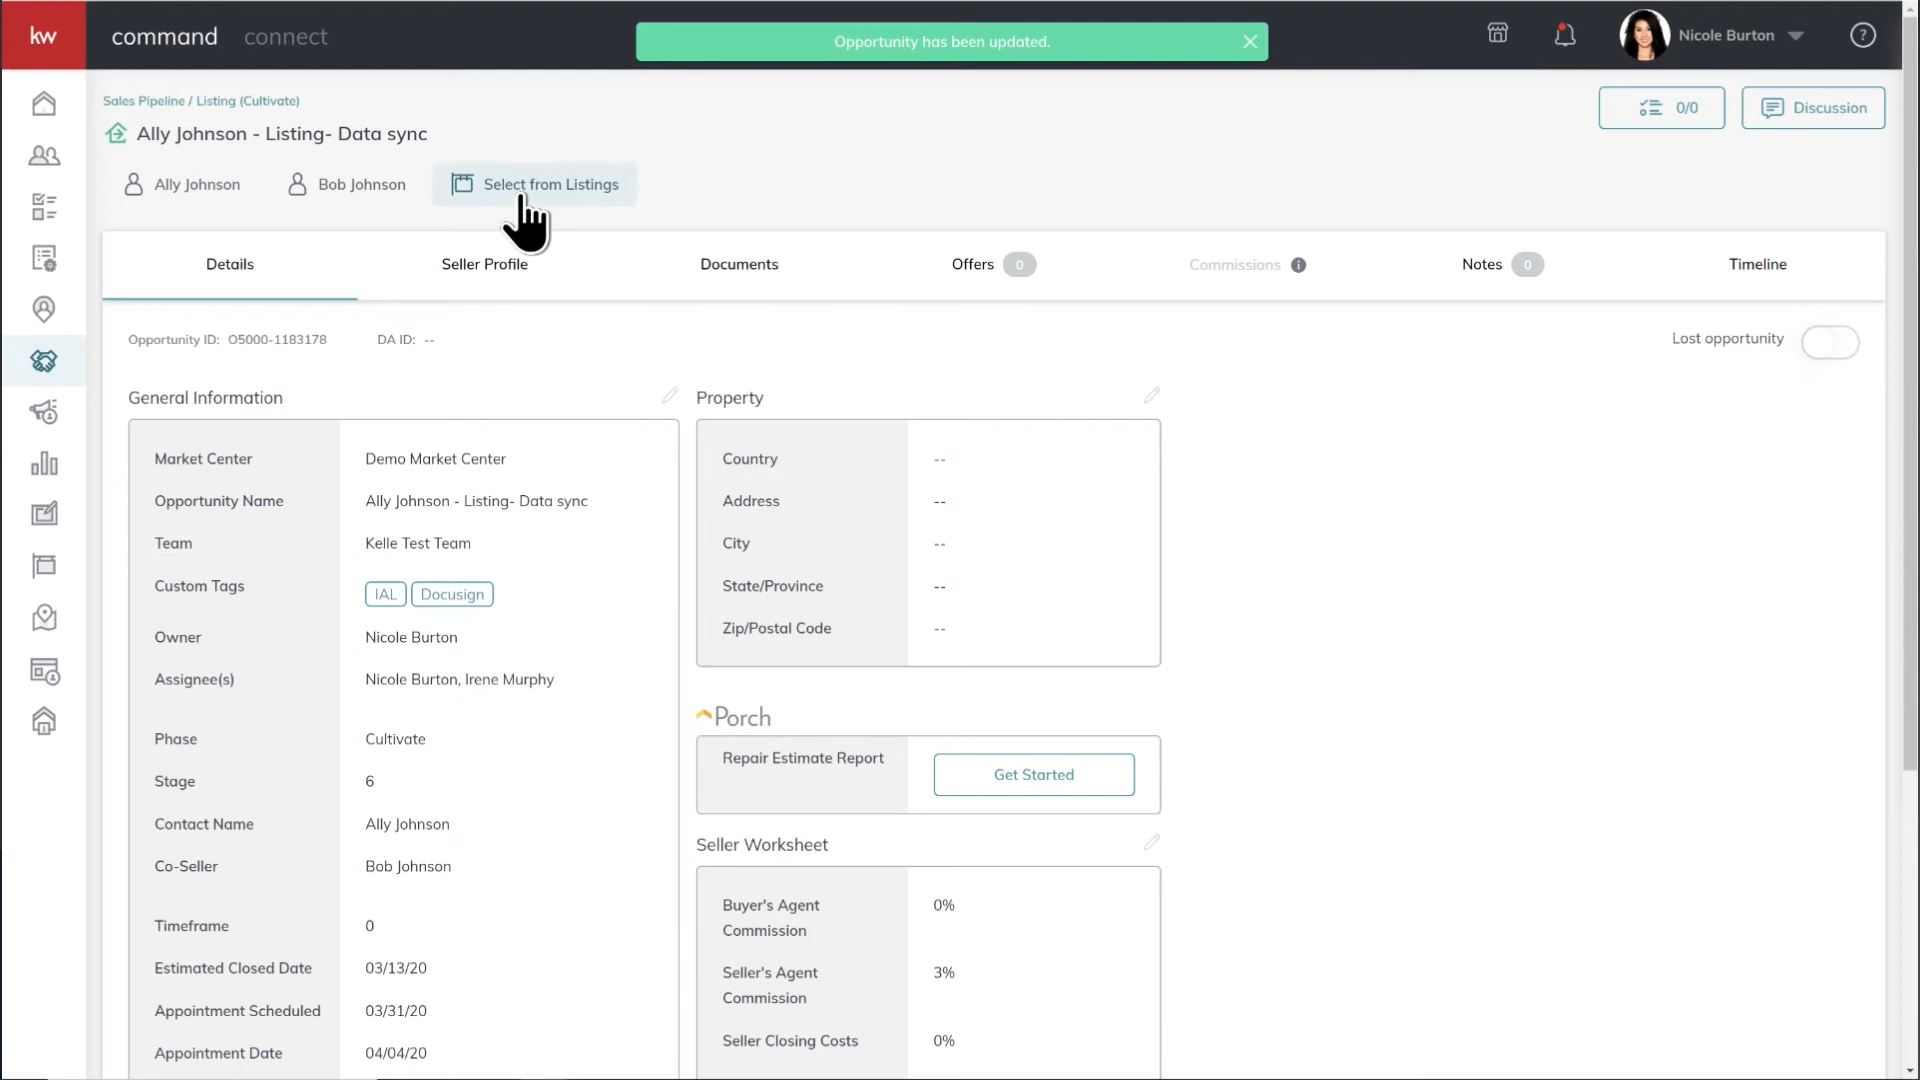 kw
command connect
Opportunity has been updated.
Nicole Burton
?
Sales Pipeline / Listing (Cultivate)
0/0
Discussion
Ally Johnson - Listing- Data sync
Ally Johnson
Bob Johnson
Select from Listings
Details
Seller Profile
Documents
Offers 0
Commissions i
Notes 0
Timeline
Opportunity ID: O5000-1183178
DA ID: --
Lost opportunity
General Information
Market Center Demo Market Center
Opportunity Name Ally Johnson - Listing- Data sync
Team Kelle Test Team
Custom Tags IAL Docusign
Owner Nicole Burton
Assignee(s) Nicole Burton, Irene Murphy
Phase Cultivate
Stage 6
Contact Name Ally Johnson
Co-Seller Bob Johnson
Timeframe 0
Estimated Closed Date 03/13/20
Appointment Scheduled 03/31/20
Appointment Date 04/04/20
Property
Country --
Address --
City --
State/Province --
Zip/Postal Code --
Porch
Repair Estimate Report
Get Started
Seller Worksheet
Buyer's Agent 0%
Commission
Seller's Agent 3%
Commission
Seller Closing Costs 0%